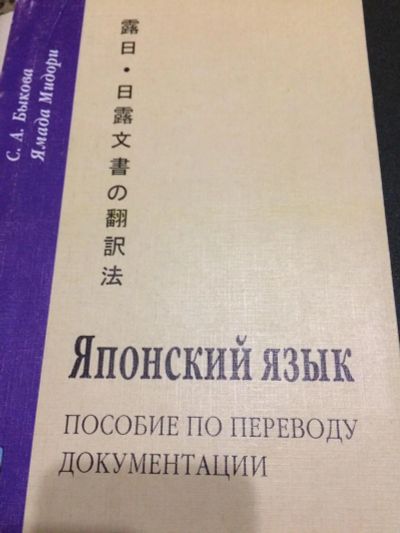 С. А. Быкова
Ямада Мидори
露日・日露文書の翻訳法
Японский язык
ПОСОБИЕ ПО ПЕРЕВОДУ
ДОКУМЕНТАЦИИ